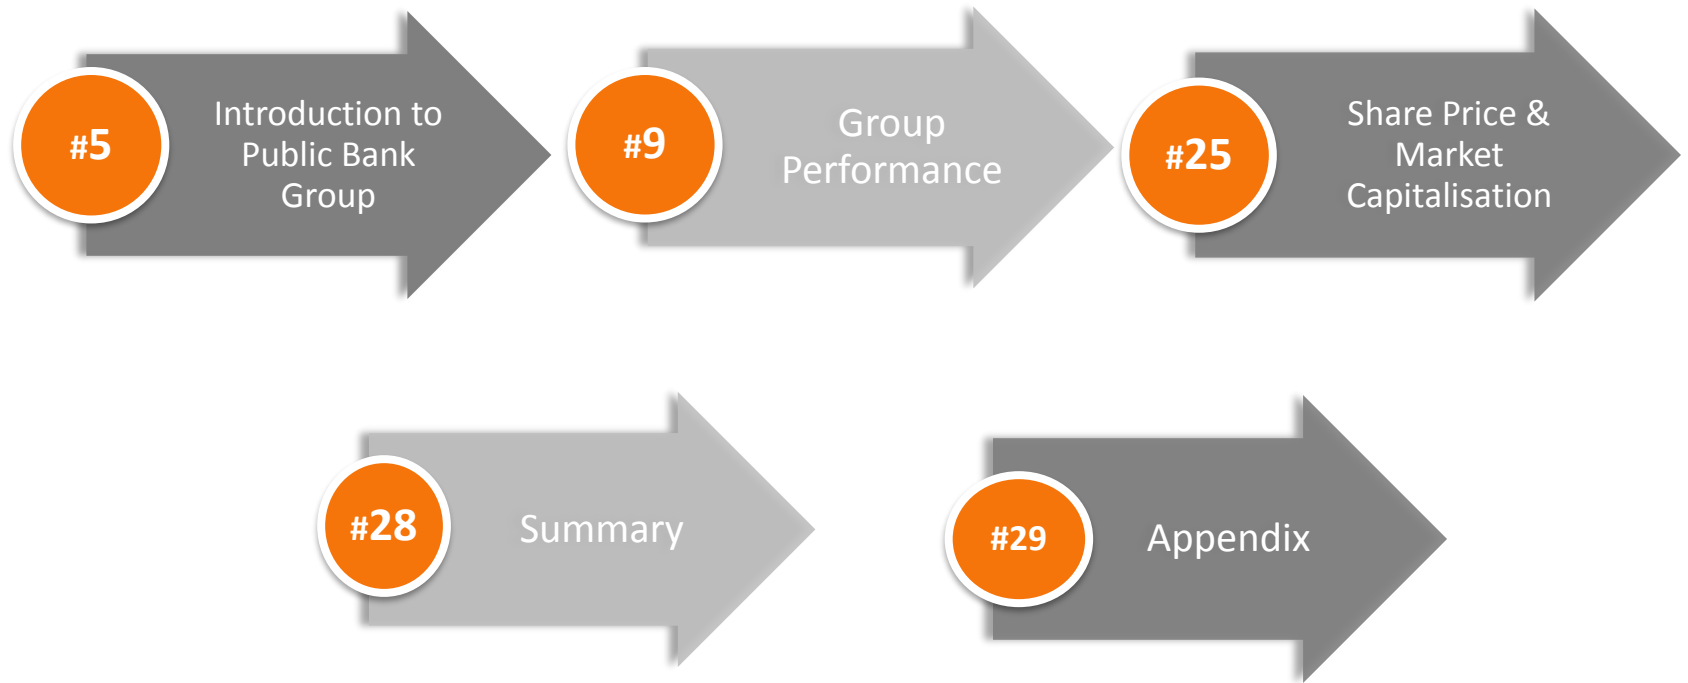 #5
Introduction to
Public Bank
Group
#9
Group
Performance
#25
Share Price &
Market
Capitalisation
#28
Summary
#29
Appendix